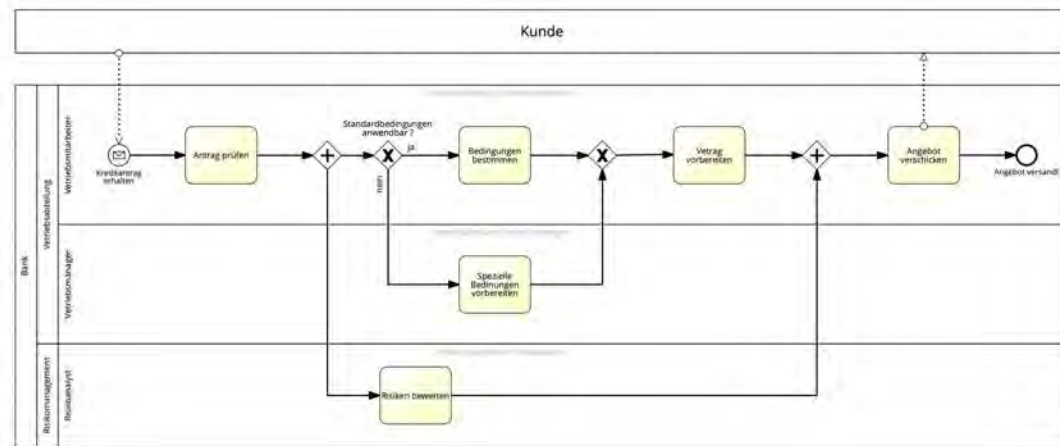 Kunde
Bank
Vertriebsabteilung
Vertriebsmitarbeiter
Kreditantrag
erhalten
Antrag prüfen
Standardbedingungen
anwendbar ?
ja
nein
Bedingungen
bestimmen
Vetrag
vorbereiten
Angebot
verschicken
Angebot versandt
Vertriebsmanager
Spezielle
Bedinungen
vorbereiten
Risikomanagement
Risikoanalyst
Risiken bewerten